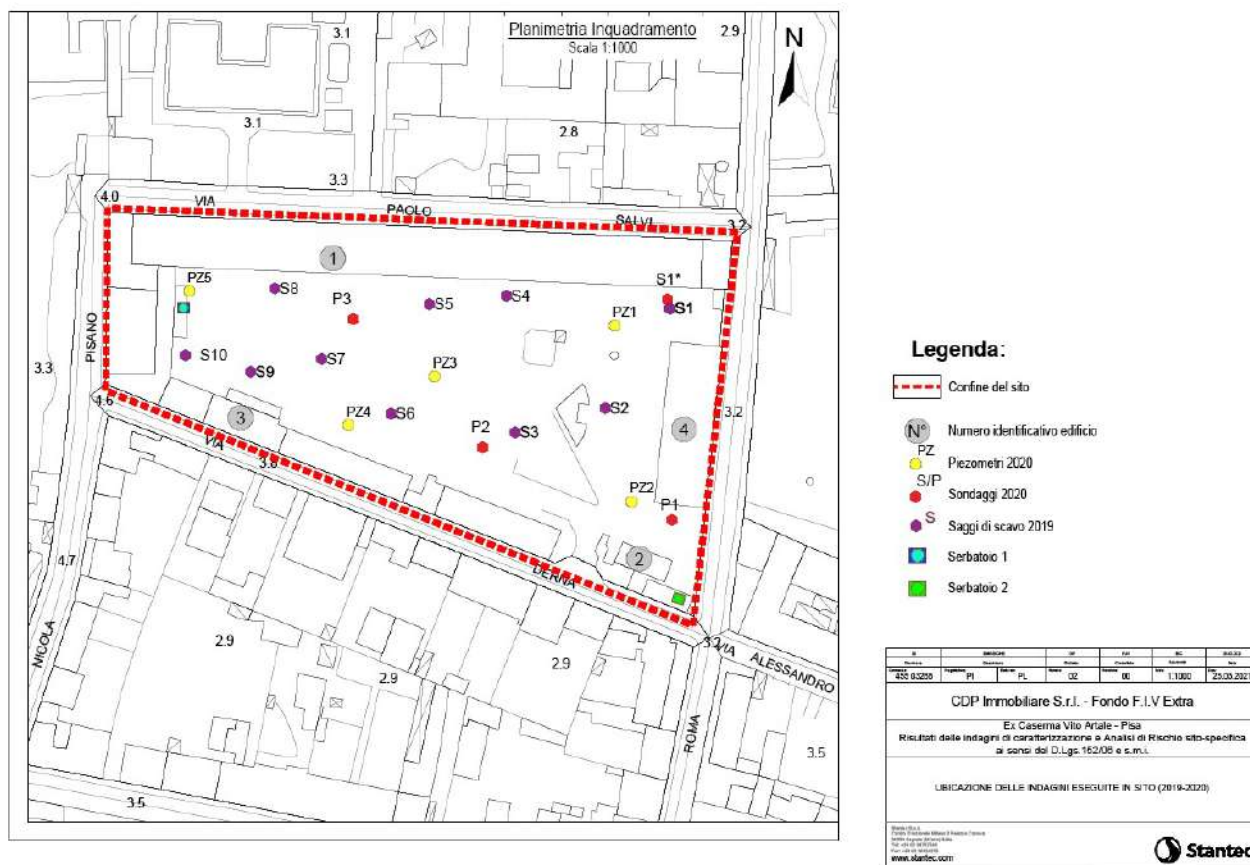 Planimetria Inquadramento
Scala 1:1000
2.9
N
3.1
3.1
2.8
3.3
4.0
VIA
PAOLO
SALVI
3.2
1
PZ5
S8
P3
S5
S4
S1*
S1
PZ1
PISANO
S10
S9
S7
PZ3
3.3
4.6
3
PZ4
S6
P2
S3
S2
4
3.2
VIA
3.8
PZ2
P1
2
DERNA
4.7
NICOLA
2.9
2.9
2.9
3.2
VIA
ALESSANDRO
ROMA
3.5
3.5
Legenda:
Confine del sito
N° Numero identificativo edificio
PZ
Piezometri 2020
S/P
Sondaggi 2020
S
Saggi di scavo 2019
Serbatoio 1
Serbatoio 2
PI PL 02 00 1:1000 25.05.2021
CDP Immobiliare S.r.l. - Fondo F.I.V Extra
Ex Caserma Vito Artale - Pisa
Risultati delle indagini di caratterizzazione e Analisi di Rischio sito-specifica
ai sensi del D.Lgs.152/06 e s.m.i.
UBICAZIONE DELLE INDAGINI ESEGUITE IN SITO (2019-2020)
www.stantec.com
Stantec